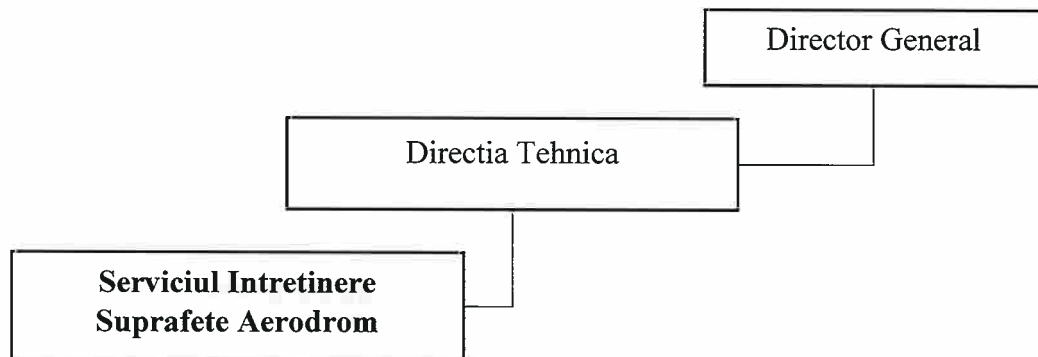 Director General
Directia Tehnica
Serviciul Intretinere
Suprafete Aerodrom